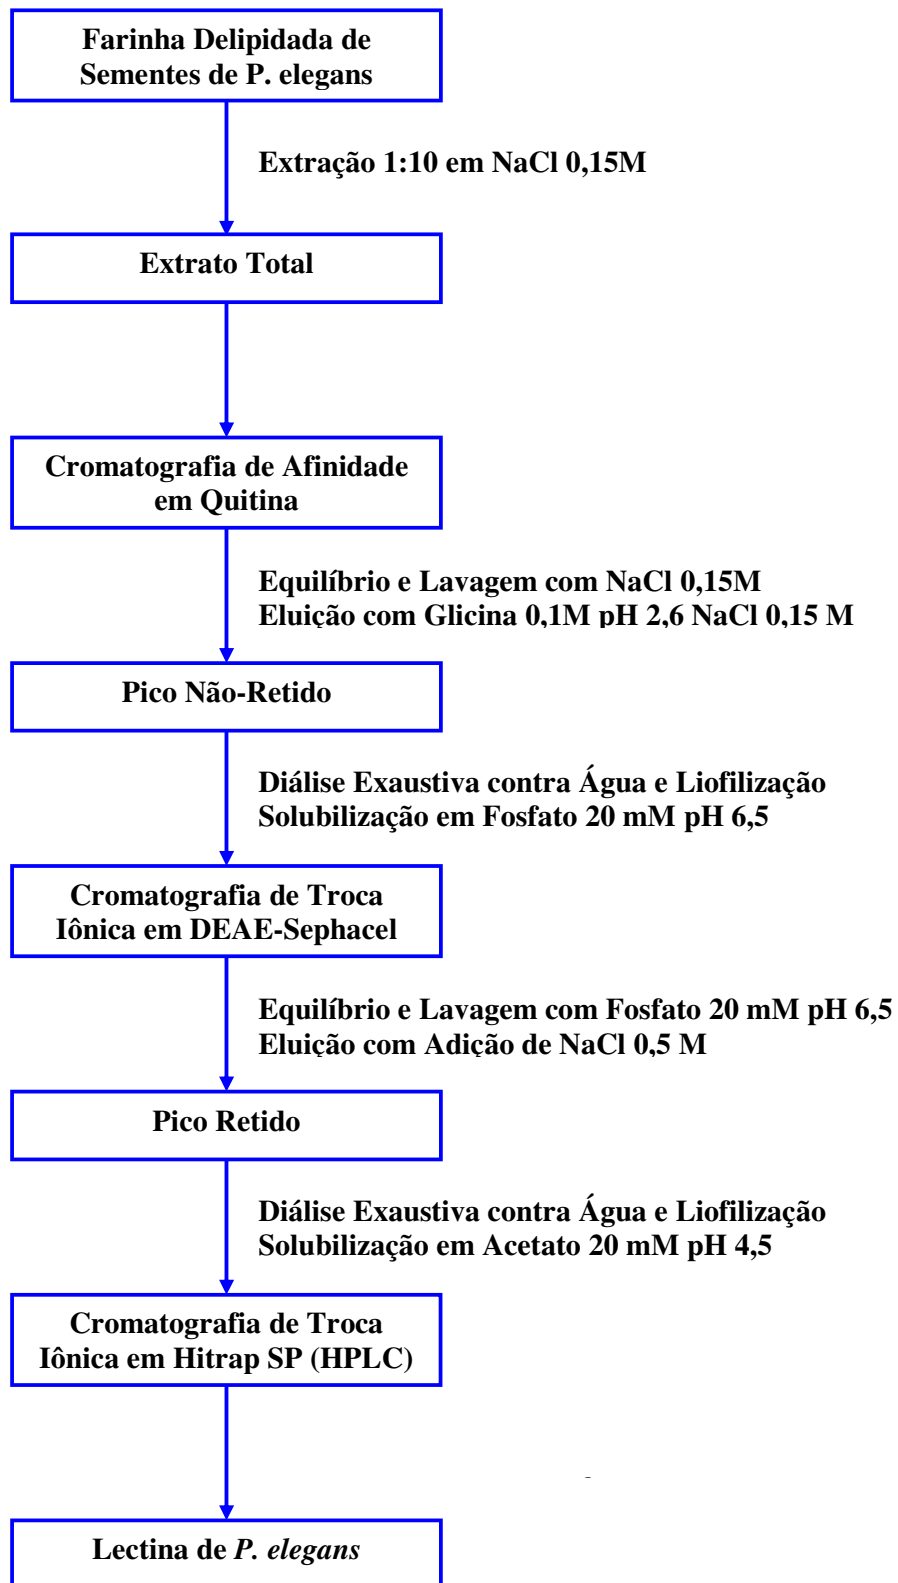 Farinha Delipidada de
Sementes de P. elegans
Extração 1:10 em NaCl 0,15M
Extrato Total
Cromatografia de Afinidade
em Quitina
Equilíbrio e Lavagem com NaCl 0,15M
Eluição com Glicina 0,1M pH 2,6 NaCl 0,15 M
Pico Não-Retido
Diálise Exaustiva contra Água e Liofilização
Solubilização em Fosfato 20 mM pH 6,5
Cromatografia de Troca
Iônica em DEAE-Sephacel
Equilíbrio e Lavagem com Fosfato 20 mM pH 6,5
Eluição com Adição de NaCl 0,5 M
Pico Retido
Diálise Exaustiva contra Água e Liofilização
Solubilização em Acetato 20 mM pH 4,5
Cromatografia de Troca
Iônica em Hitrap SP (HPLC)
Lectina de P. elegans